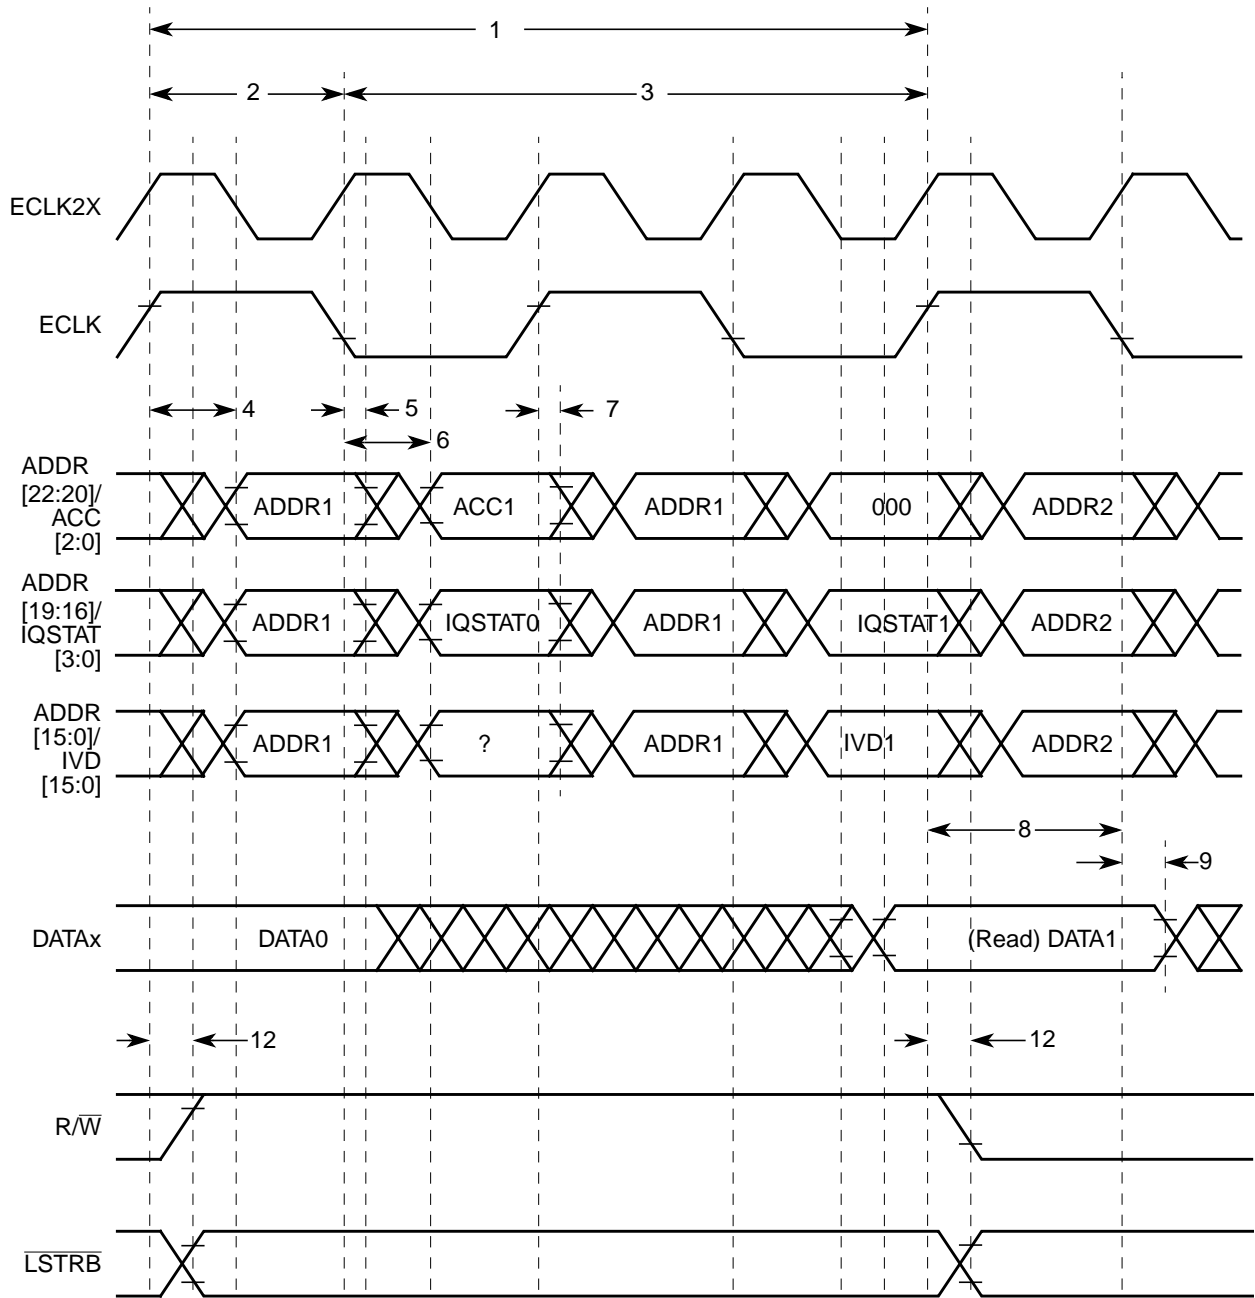 1
2 3
ECLK2X
ECLK
4 5 7
6
ADDR
[22:20]/
ACC
[2:0]
ADDR1 ACC1 ADDR1 000 ADDR2
ADDR
[19:16]/
IQSTAT
[3:0]
ADDR1 IQSTAT0 ADDR1 IQSTAT1 ADDR2
ADDR
[15:0]/
IVD
[15:0]
ADDR1 ? ADDR1 IVD1 ADDR2
8
9
DATAx DATA0 (Read) DATA1
12 12
R/W̅
L̅S̅T̅R̅B̅